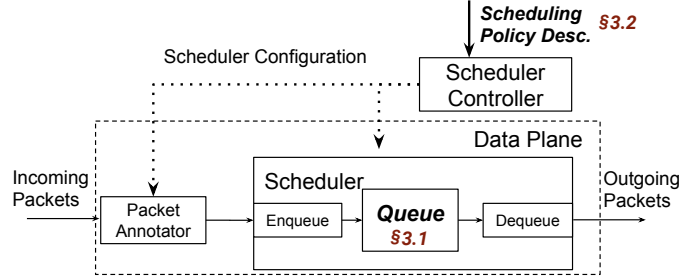 Scheduling §3.2
Policy Desc.
Scheduler Configuration
Scheduler
Controller
Data Plane
Incoming
Packets
Scheduler
Outgoing
Packets
Packet
Annotator
Enqueue
Queue
§3.1
Dequeue